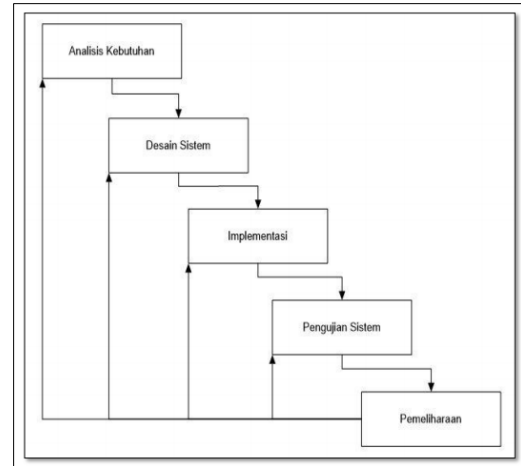 Analisis Kebutuhan
Desain Sistem
Implementasi
Pengujian Sistem
Pemeliharaan